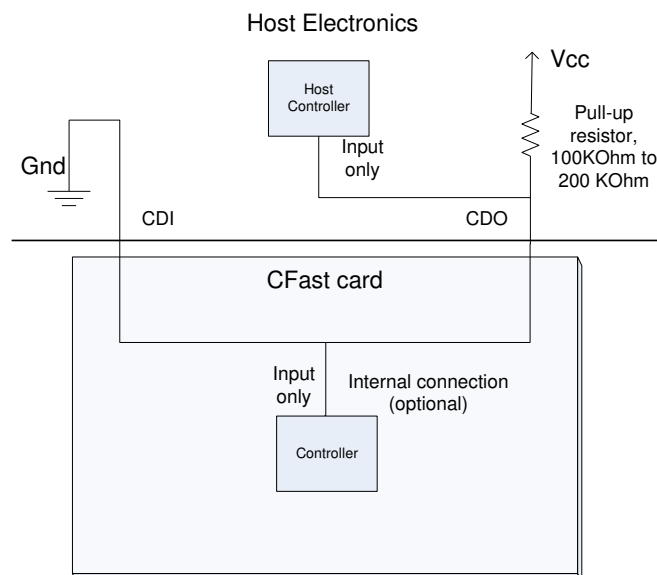 Host Electronics
Vcc
Host
Controller
Input
only
Pull-up
resistor,
100KOhm to
200 KOhm
Gnd
CDI
CDO
CFast card
Input
only
Internal connection
(optional)
Controller